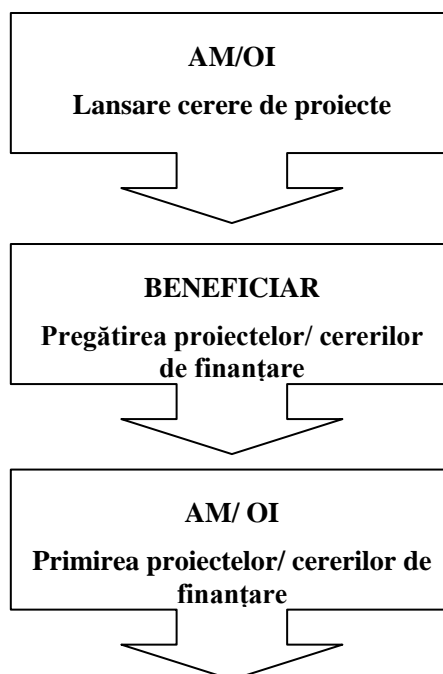 AM/OI
Lansare cerere de proiecte
BENEFICIAR
Pregătirea proiectelor/ cererilor
de finanțare
AM/ OI
Primirea proiectelor/ cererilor de
finanțare